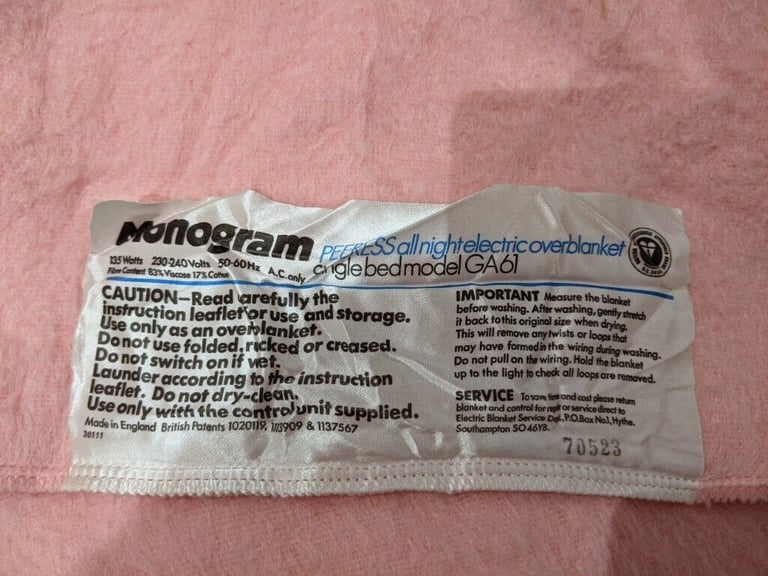 Monogram
PEERLESS all night electric overblanket
135 Watts 230-240 Volts 50-60Hz A.C. only
single bed model GA61
Fibre Content 83% Viscose 17% Cotton
CAUTION—Read carefully the
instruction leaflet for use and storage.
Use only as an overblanket.
Do not use folded, rucked or creased.
Do not switch on if wet.
Launder according to the instruction
leaflet. Do not dry-clean.
Use only with the control unit supplied.
Made in England British Patents 1020119, 1113909 & 1137567
36111
IMPORTANT Measure the blanket
before washing. After washing, gently stretch
it back to this original size when drying.
This will remove any twists or loops that
may have formed in the wiring during washing.
Do not pull on the wiring. Hold the blanket
up to the light to check all loops are removed.
SERVICE To save time and cost please return
blanket and control for repair or service direct to
Electric Blanket Service Dept., P.O. Box No.1, Hythe.
Southampton SO46YB.
70523